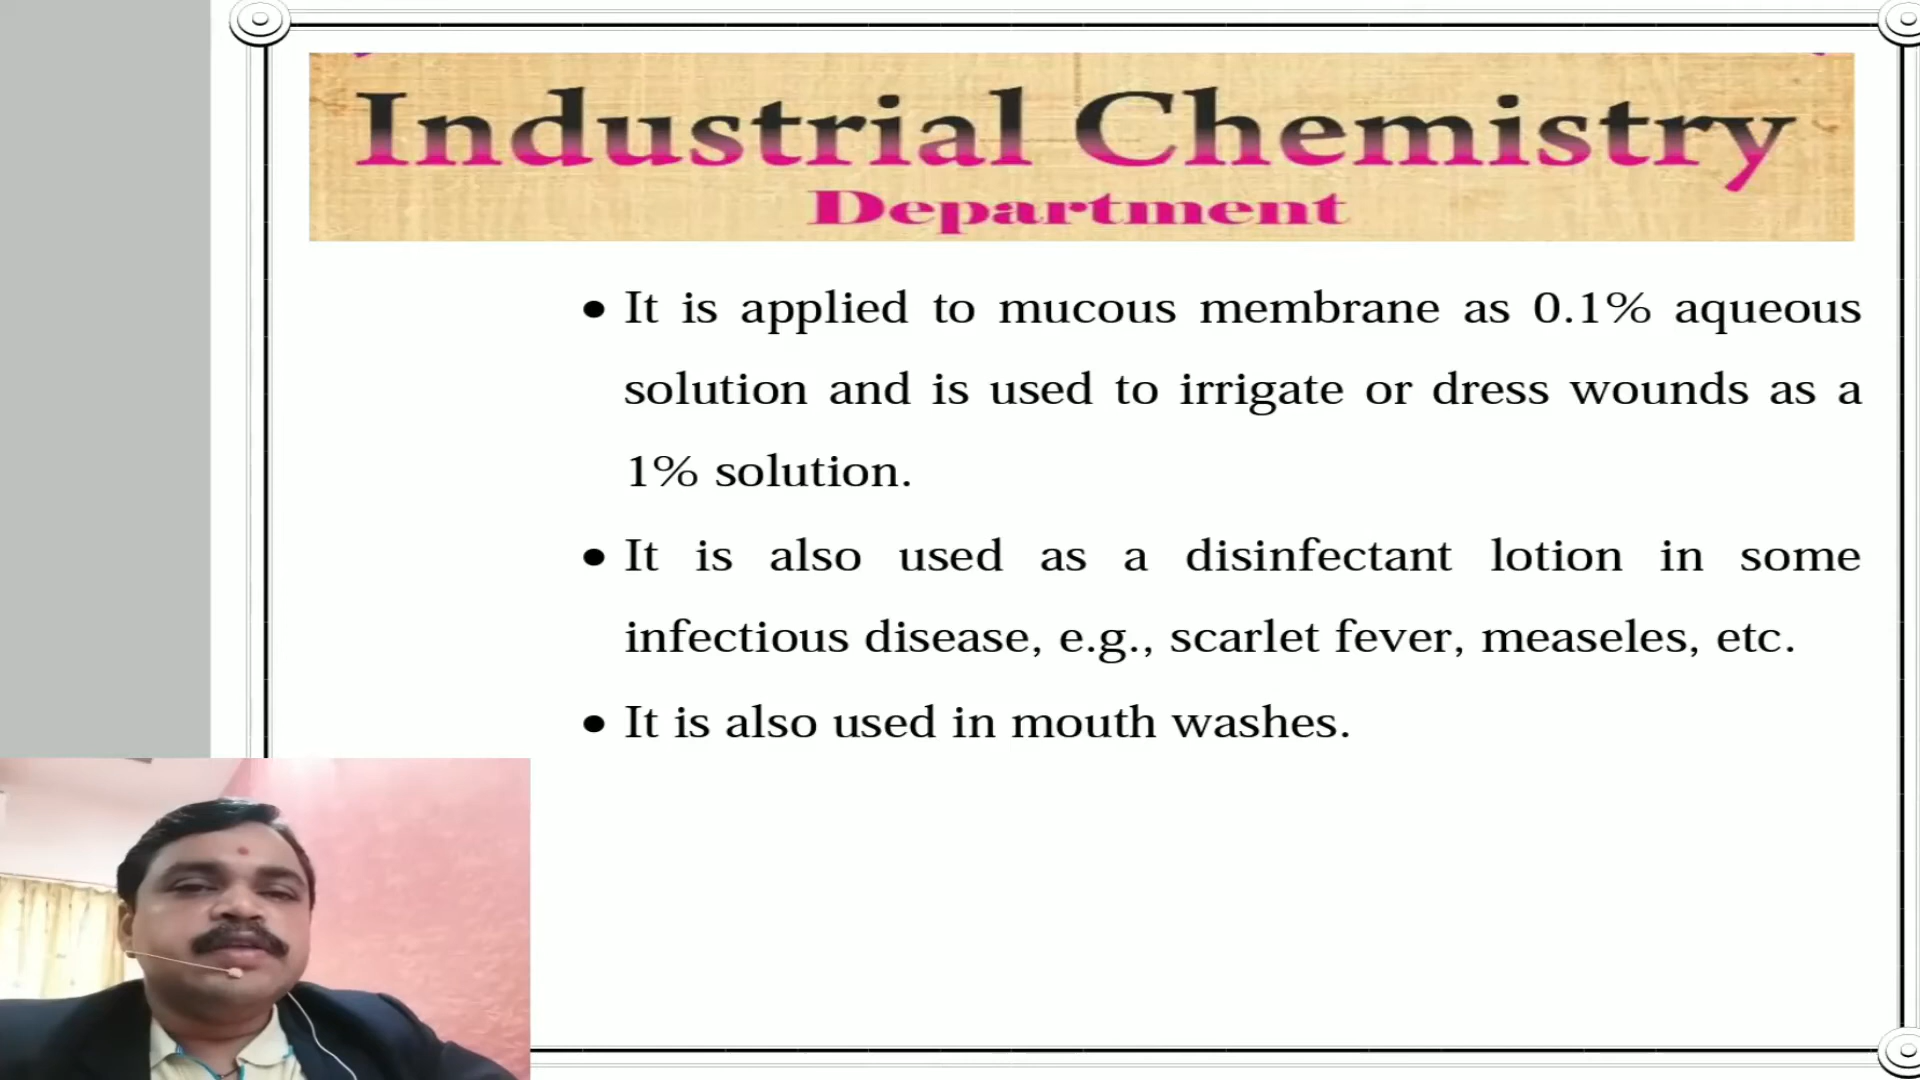 Industrial Chemistry
Department
• It is applied to mucous membrane as 0.1% aqueous
solution and is used to irrigate or dress wounds as a
1% solution.
• It is also used as a disinfectant lotion in some
infectious disease, e.g., scarlet fever, measeles, etc.
• It is also used in mouth washes.